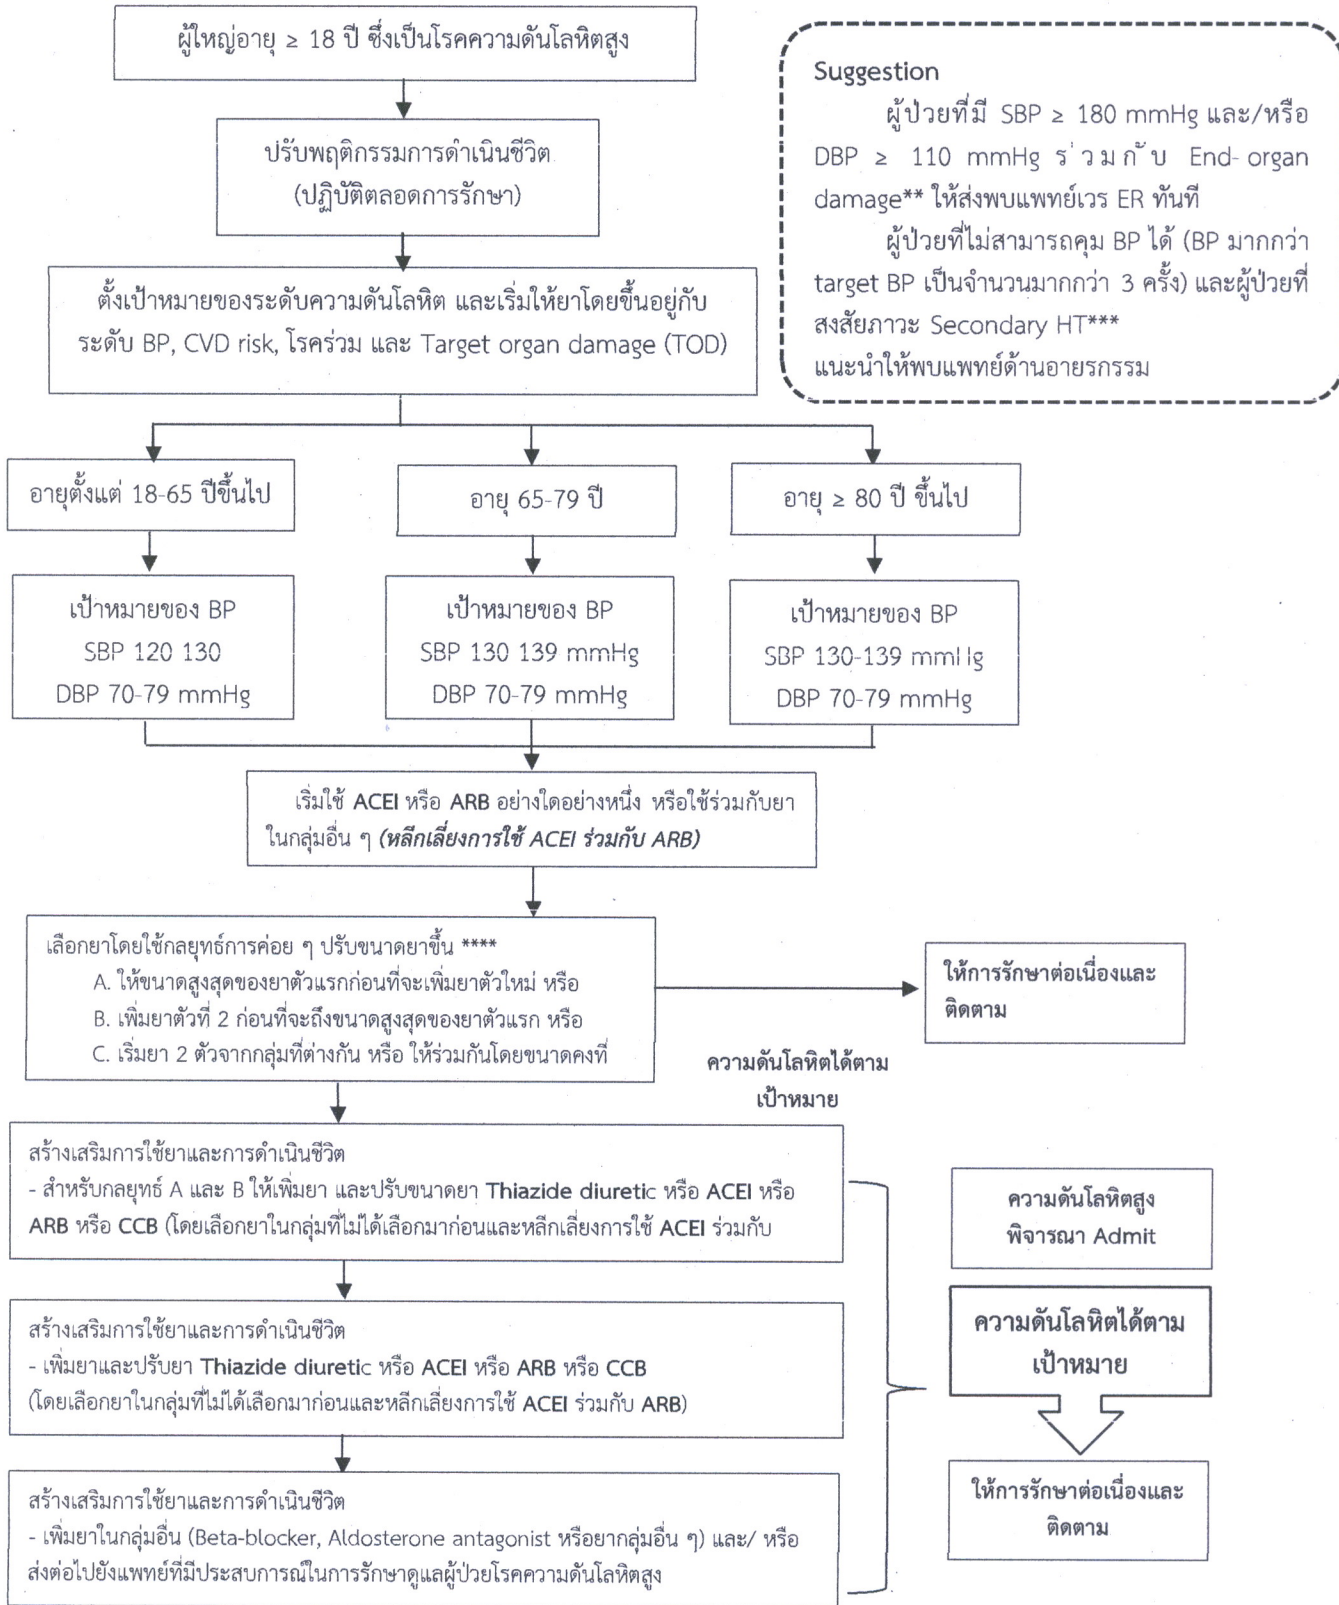 ผู้ใหญ่อายุ ≥ 18 ปี ซึ่งเป็นโรคความดันโลหิตสูง
ปรับพฤติกรรมการดำเนินชีวิต
(ปฏิบัติตลอดการรักษา)
ตั้งเป้าหมายของระดับความดันโลหิต และเริ่มให้ยาโดยขึ้นอยู่กับ
ระดับ BP, CVD risk, โรคร่วม และ Target organ damage (TOD)
Suggestion
ผู้ป่วยที่มี SBP ≥ 180 mmHg และ/หรือ
DBP ≥ 110 mmHg ร่วมกับ End-organ
damage** ให้ส่งพบแพทย์เวร ER ทันที
ผู้ป่วยที่ไม่สามารถคุม BP ได้ (BP มากกว่า
target BP เป็นจำนวนมากกว่า 3 ครั้ง) และผู้ป่วยที่
สงสัยภาวะ Secondary HT***
แนะนำให้พบแพทย์ด้านอายรกรรม
อายุตั้งแต่ 18-65 ปีขึ้นไป
อายุ 65-79 ปี
อายุ ≥ 80 ปี ขึ้นไป
เป้าหมายของ BP
SBP 120 130
DBP 70-79 mmHg
เป้าหมายของ BP
SBP 130 139 mmHg
DBP 70-79 mmHg
เป้าหมายของ BP
SBP 130-139 mmHg
DBP 70-79 mmHg
เริ่มใช้ ACEI หรือ ARB อย่างใดอย่างหนึ่ง หรือใช้ร่วมกับยา
ในกลุ่มอื่น ๆ (หลีกเลี่ยงการใช้ ACEI ร่วมกับ ARB)
เลือกยาโดยใช้กลยุทธ์การค่อย ๆ ปรับขนาดยาขึ้น ****
A. ให้ขนาดสูงสุดของยาตัวแรกก่อนที่จะเพิ่มยาตัวใหม่ หรือ
B. เพิ่มยาตัวที่ 2 ก่อนที่จะถึงขนาดสูงสุดของยาตัวแรก หรือ
C. เริ่มยา 2 ตัวจากกลุ่มที่ต่างกัน หรือ ให้ร่วมกันโดยขนาดคงที่
ให้การรักษาต่อเนื่องและ
ติดตาม
ความดันโลหิตได้ตาม
เป้าหมาย
สร้างเสริมการใช้ยาและการดำเนินชีวิต
- สำหรับกลยุทธ์ A และ B ให้เพิ่มยา และปรับขนาดยา Thiazide diuretic หรือ ACEI หรือ
ARB หรือ CCB (โดยเลือกยาในกลุ่มที่ไม่ได้เลือกมาก่อนและหลีกเลี่ยงการใช้ ACEI ร่วมกับ
สร้างเสริมการใช้ยาและการดำเนินชีวิต
- เพิ่มยาและปรับยา Thiazide diuretic หรือ ACEI หรือ ARB หรือ CCB
(โดยเลือกยาในกลุ่มที่ไม่ได้เลือกมาก่อนและหลีกเลี่ยงการใช้ ACEI ร่วมกับ ARB)
สร้างเสริมการใช้ยาและการดำเนินชีวิต
- เพิ่มยาในกลุ่มอื่น (Beta-blocker, Aldosterone antagonist หรือยากลุ่มอื่น ๆ) และ/ หรือ
ส่งต่อไปยังแพทย์ที่มีประสบการณ์ในการรักษาดูแลผู้ป่วยโรคความดันโลหิตสูง
ความดันโลหิตสูง
พิจารณา Admit
ความดันโลหิตได้ตาม
เป้าหมาย
ให้การรักษาต่อเนื่องและ
ติดตาม